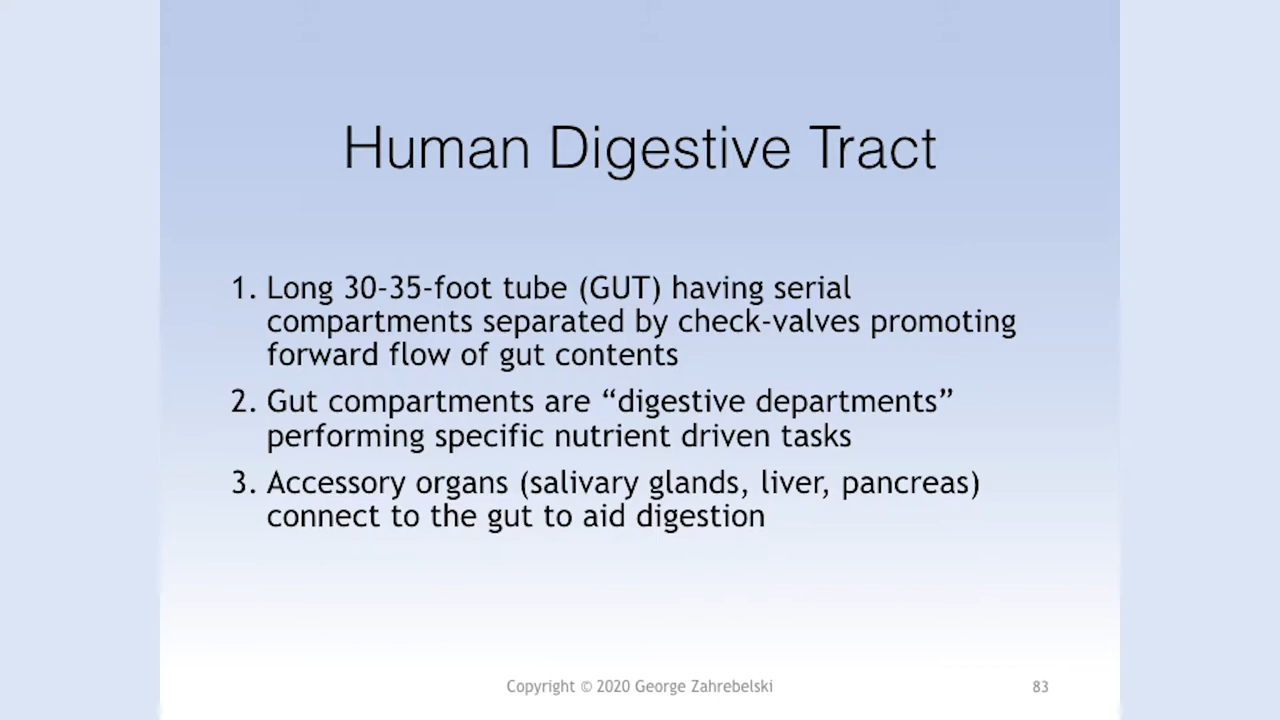 Human Digestive Tract
1. Long 30-35-foot tube (GUT) having serial
compartments separated by check-valves promoting
forward flow of gut contents
2. Gut compartments are “digestive departments”
performing specific nutrient driven tasks
3. Accessory organs (salivary glands, liver, pancreas)
connect to the gut to aid digestion
Copyright © 2020 George Zahrebelski
83